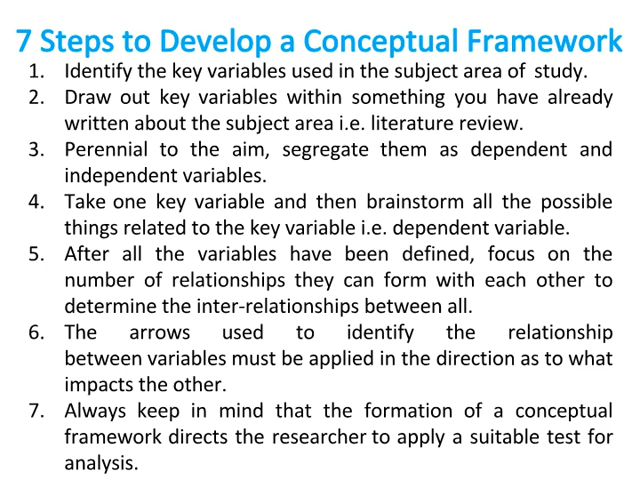 7 Steps to Develop a Conceptual Framework
1. Identify the key variables used in the subject area of study.
2. Draw out key variables within something you have already
written about the subject area i.e. literature review.
3. Perennial to the aim, segregate them as dependent and
independent variables.
4. Take one key variable and then brainstorm all the possible
things related to the key variable i.e. dependent variable.
5. After all the variables have been defined, focus on the
number of relationships they can form with each other to
determine the inter-relationships between all.
6. The arrows used to identify the relationship
between variables must be applied in the direction as to what
impacts the other.
7. Always keep in mind that the formation of a conceptual
framework directs the researcher to apply a suitable test for
analysis.